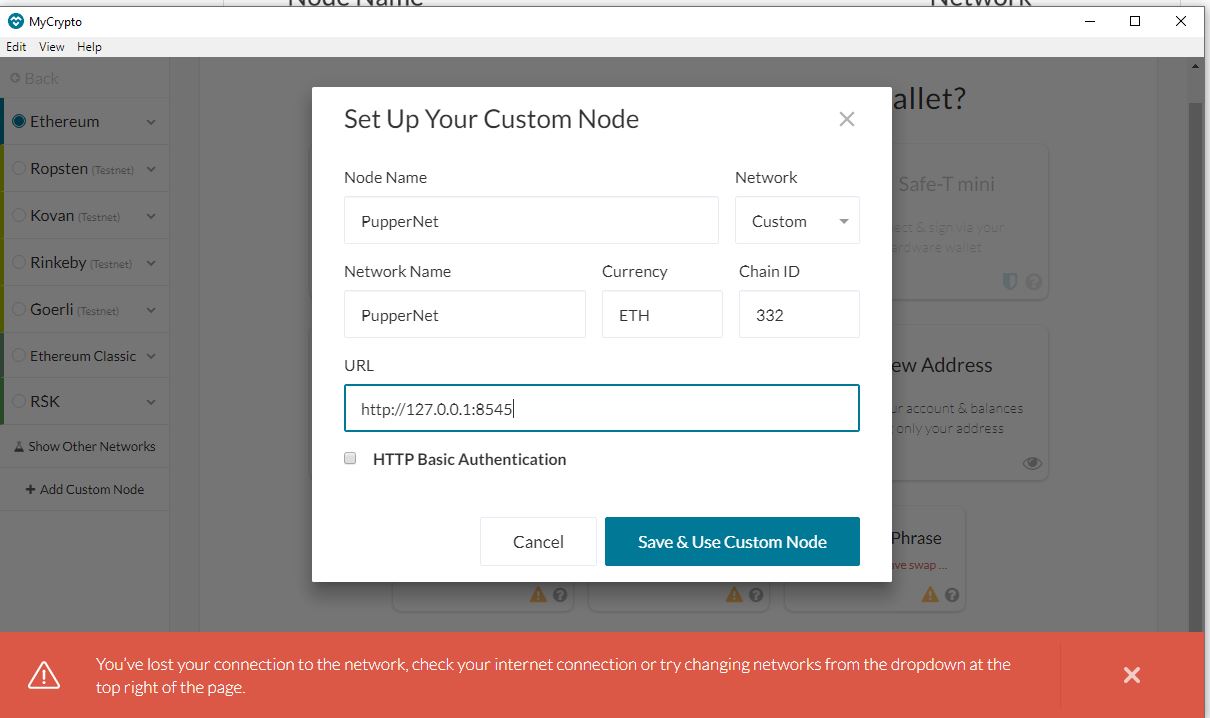 Node Name Network
MyCrypto
Edit View Help
Back
Ethereum
Ropsten (Testnet)
Kovan (Testnet)
Rinkeby (Testnet)
Goerli (Testnet)
Ethereum Classic
RSK
Show Other Networks
+ Add Custom Node
allet?
Safe-T mini
ect & sign via your
ardware wallet
ew Address
ur account & balances
only your address
Phrase
ave swap ...
Set Up Your Custom Node
Node Name Network
PupperNet Custom
Network Name Currency Chain ID
PupperNet ETH 332
URL
http://127.0.0.1:8545
HTTP Basic Authentication
Cancel Save & Use Custom Node
You've lost your connection to the network, check your internet connection or try changing networks from the dropdown at the
top right of the page.